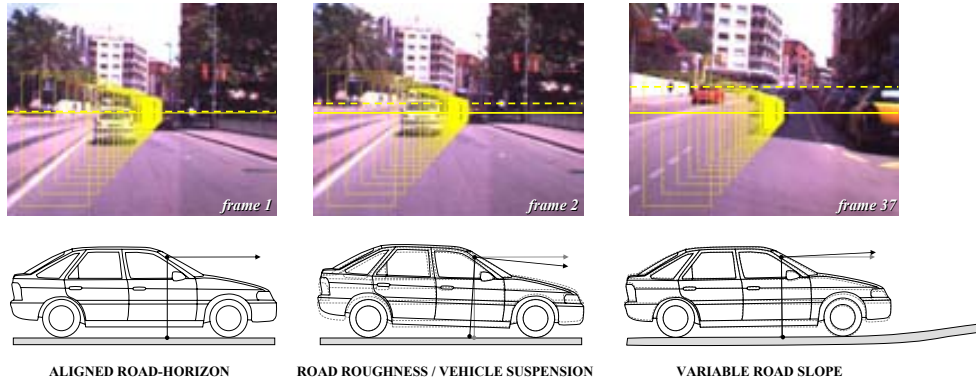 frame 1
frame 2
frame 37
ALIGNED ROAD-HORIZON
ROAD ROUGHNESS / VEHICLE SUSPENSION
VARIABLE ROAD SLOPE